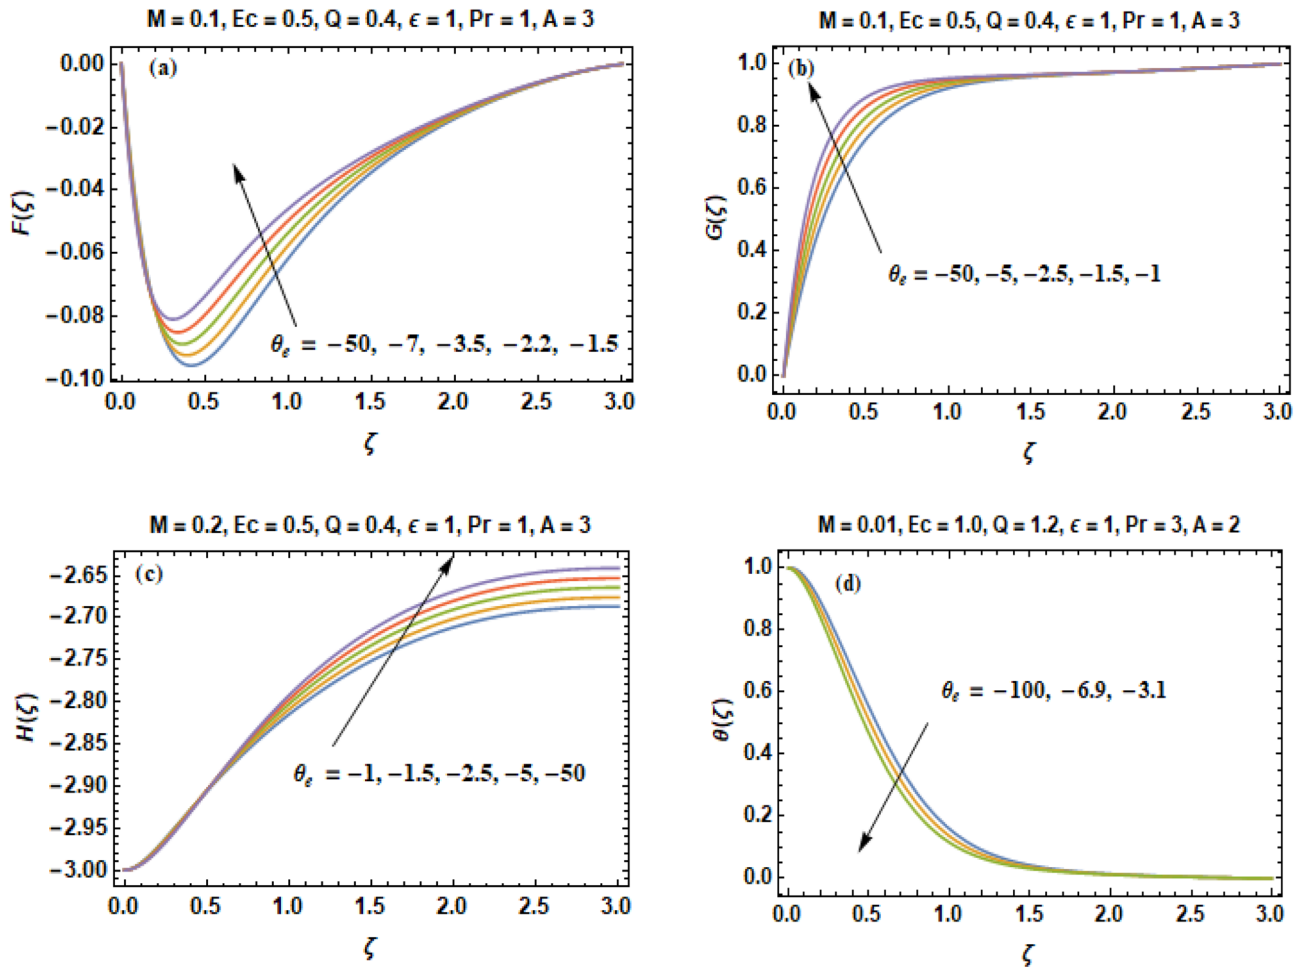 M = 0.1, Ec = 0.5, Q = 0.4, ϵ = 1, Pr = 1, A = 3
(a)
0.00
−0.02
−0.04
−0.06
−0.08
−0.10
F(ζ)
θe = −50, −7, −3.5, −2.2, −1.5
0.0 0.5 1.0 1.5 2.0 2.5 3.0
ζ
M = 0.1, Ec = 0.5, Q = 0.4, ϵ = 1, Pr = 1, A = 3
(b)
1.0
0.8
0.6
0.4
0.2
0.0
G(ζ)
θe = −50, −5, −2.5, −1.5, −1
0.0 0.5 1.0 1.5 2.0 2.5 3.0
ζ
M = 0.2, Ec = 0.5, Q = 0.4, ϵ = 1, Pr = 1, A = 3
(c)
−2.65
−2.70
−2.75
−2.80
−2.85
−2.90
−2.95
−3.00
H(ζ)
θe = −1, −1.5, −2.5, −5, −50
0.0 0.5 1.0 1.5 2.0 2.5 3.0
ζ
M = 0.01, Ec = 1.0, Q = 1.2, ϵ = 1, Pr = 3, A = 2
(d)
1.0
0.8
0.6
0.4
0.2
0.0
θ(ζ)
θe = −100, −6.9, −3.1
0.0 0.5 1.0 1.5 2.0 2.5 3.0
ζ